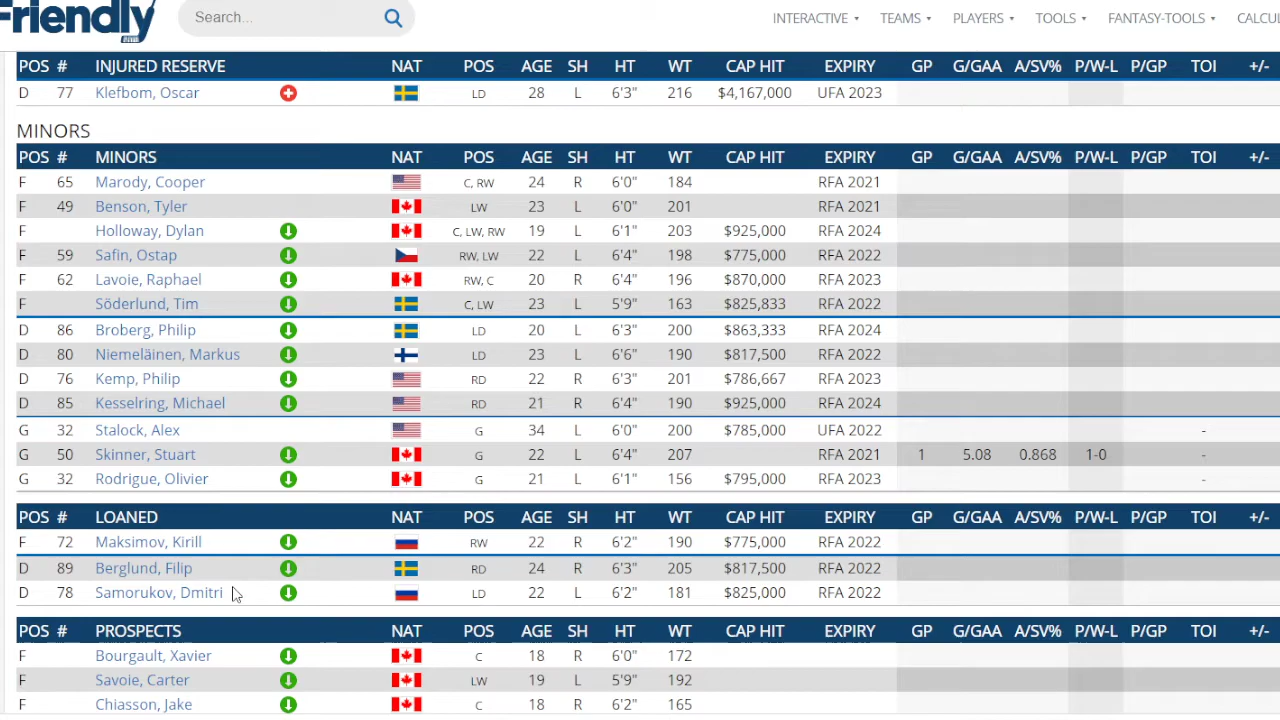 Friendly
Search...
INTERACTIVE TEAMS PLAYERS TOOLS FANTASY-TOOLS CALCU
POS # INJURED RESERVE NAT POS AGE SH HT WT CAP HIT EXPIRY GP G/GAA A/SV% P/W-L P/GP TOI +/-
D 77 Klefbom, Oscar LD 28 L 6'3" 216 $4,167,000 UFA 2023
MINORS
POS # MINORS NAT POS AGE SH HT WT CAP HIT EXPIRY GP G/GAA A/SV% P/W-L P/GP TOI +/-
F 65 Marody, Cooper C, RW 24 R 6'0" 184 RFA 2021
F 49 Benson, Tyler LW 23 L 6'0" 201 RFA 2021
F Holloway, Dylan C, LW, RW 19 L 6'1" 203 $925,000 RFA 2024
F 59 Safin, Ostap RW, LW 22 L 6'4" 198 $775,000 RFA 2022
F 62 Lavoie, Raphael RW, C 20 R 6'4" 196 $870,000 RFA 2023
F Söderlund, Tim C, LW 23 L 5'9" 163 $825,833 RFA 2022
D 86 Broberg, Philip LD 20 L 6'3" 200 $863,333 RFA 2024
D 80 Niemeläinen, Markus LD 23 L 6'6" 190 $817,500 RFA 2022
D 76 Kemp, Philip RD 22 R 6'3" 201 $786,667 RFA 2023
D 85 Kesselring, Michael RD 21 R 6'4" 190 $925,000 RFA 2024
G 32 Stalock, Alex G 34 L 6'0" 200 $785,000 UFA 2022 -
G 50 Skinner, Stuart G 22 L 6'4" 207 RFA 2021 1 5.08 0.868 1-0 -
G 32 Rodrigue, Olivier G 21 L 6'1" 156 $795,000 RFA 2023 -
POS # LOANED NAT POS AGE SH HT WT CAP HIT EXPIRY GP G/GAA A/SV% P/W-L P/GP TOI +/-
F 72 Maksimov, Kirill RW 22 R 6'2" 190 $775,000 RFA 2022
D 89 Berglund, Filip RD 24 R 6'3" 205 $817,500 RFA 2022
D 78 Samorukov, Dmitri LD 22 L 6'2" 181 $825,000 RFA 2022
POS # PROSPECTS NAT POS AGE SH HT WT CAP HIT EXPIRY GP G/GAA A/SV% P/W-L P/GP TOI +/-
F Bourgault, Xavier C 18 R 6'0" 172
F Savoie, Carter LW 19 L 5'9" 192
F Chiasson, Jake C 18 R 6'2" 165